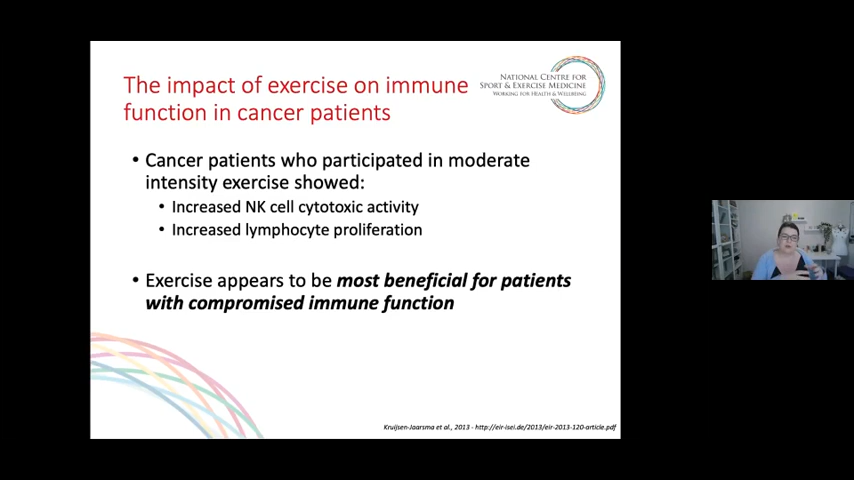 The impact of exercise on immune
function in cancer patients
NATIONAL CENTRE FOR
SPORT & EXERCISE MEDICINE
WORKING FOR HEALTH & WELLBEING
• Cancer patients who participated in moderate
intensity exercise showed:
• Increased NK cell cytotoxic activity
• Increased lymphocyte proliferation
• Exercise appears to be most beneficial for patients
with compromised immune function
Kruijsen-Jaarsma et al., 2013 - http://eir-isei.de/2013/eir-2013-120-article.pdf